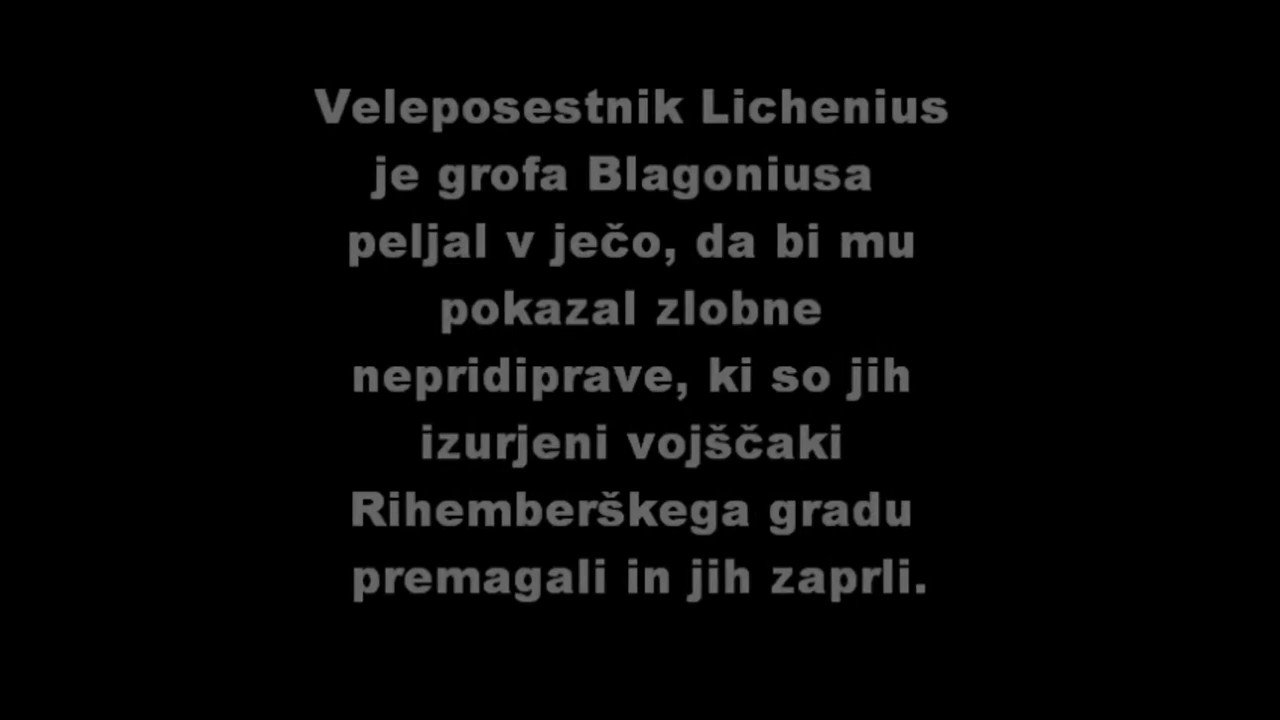 Veleposestnik Lichenius
je grofa Blagoniusa
peljal v ječo, da bi mu
pokazal zlobne
nepridiprave, ki so jih
izurjeni vojščaki
Rihemberškega gradu
premagali in jih zaprli.